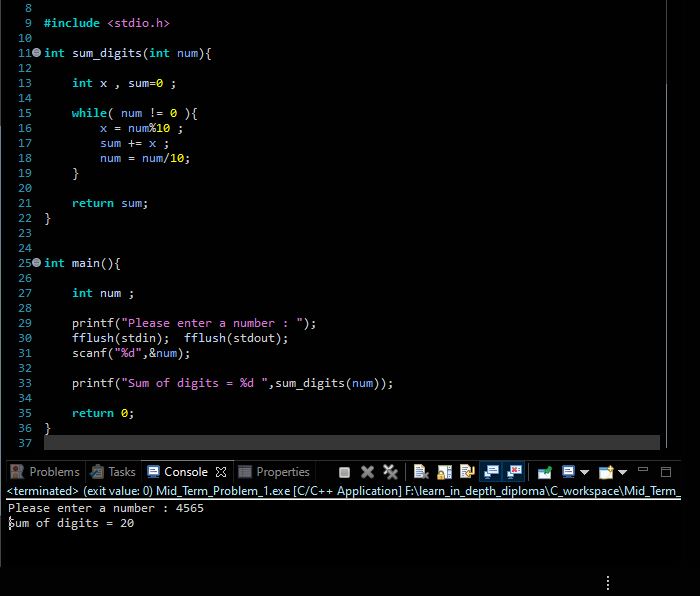 8
9 #include <stdio.h>
10
11 int sum_digits(int num){
12
13 int x , sum=0 ;
14
15 while( num != 0 ){
16 x = num%10 ;
17 sum += x ;
18 num = num/10;
19 }
20
21 return sum;
22 }
23
24
25 int main(){
26
27 int num ;
28
29 printf("Please enter a number : ");
30 fflush(stdin);  fflush(stdout);
31 scanf("%d",&num);
32
33 printf("Sum of digits = %d ",sum_digits(num));
34
35 return 0;
36 }
37
Problems Tasks Console Properties
<terminated> (exit value: 0) Mid_Term_Problem_1.exe [C/C++ Application] F:\learn_in_depth_diploma\C_workspace\Mid_Term_
Please enter a number : 4565
Sum of digits = 20